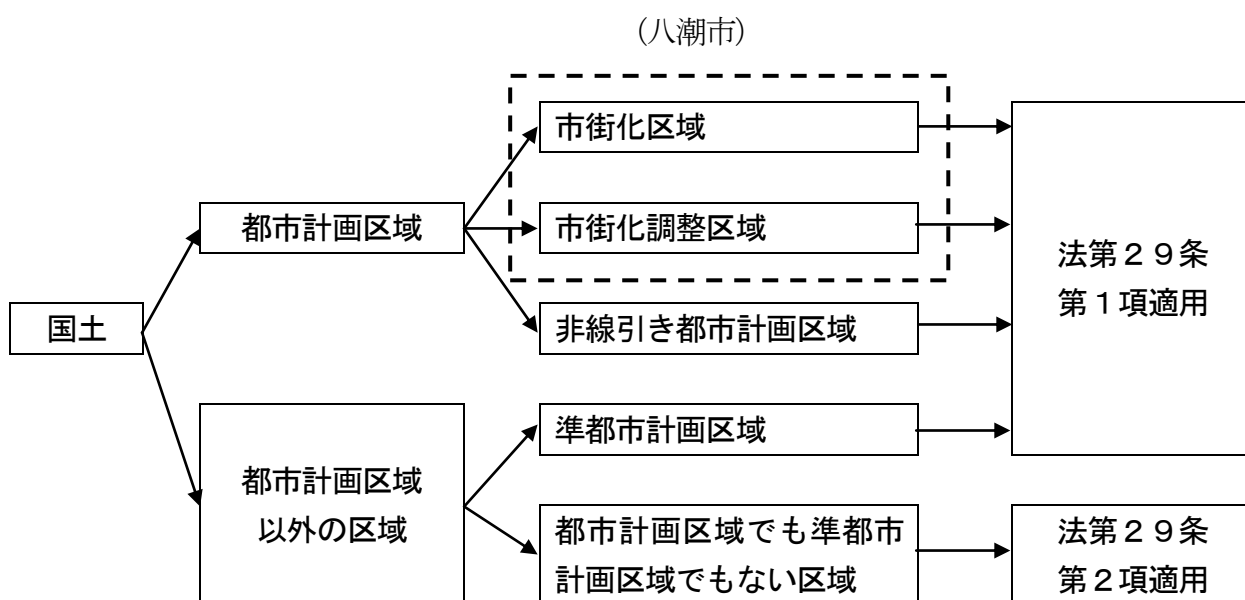 (八潮市)
市街化区域
都市計画区域
市街化調整区域
法第29条
第1項適用
国土
非線引き都市計画区域
準都市計画区域
都市計画区域
以外の区域
都市計画区域でも準都市
計画区域でもない区域
法第29条
第2項適用